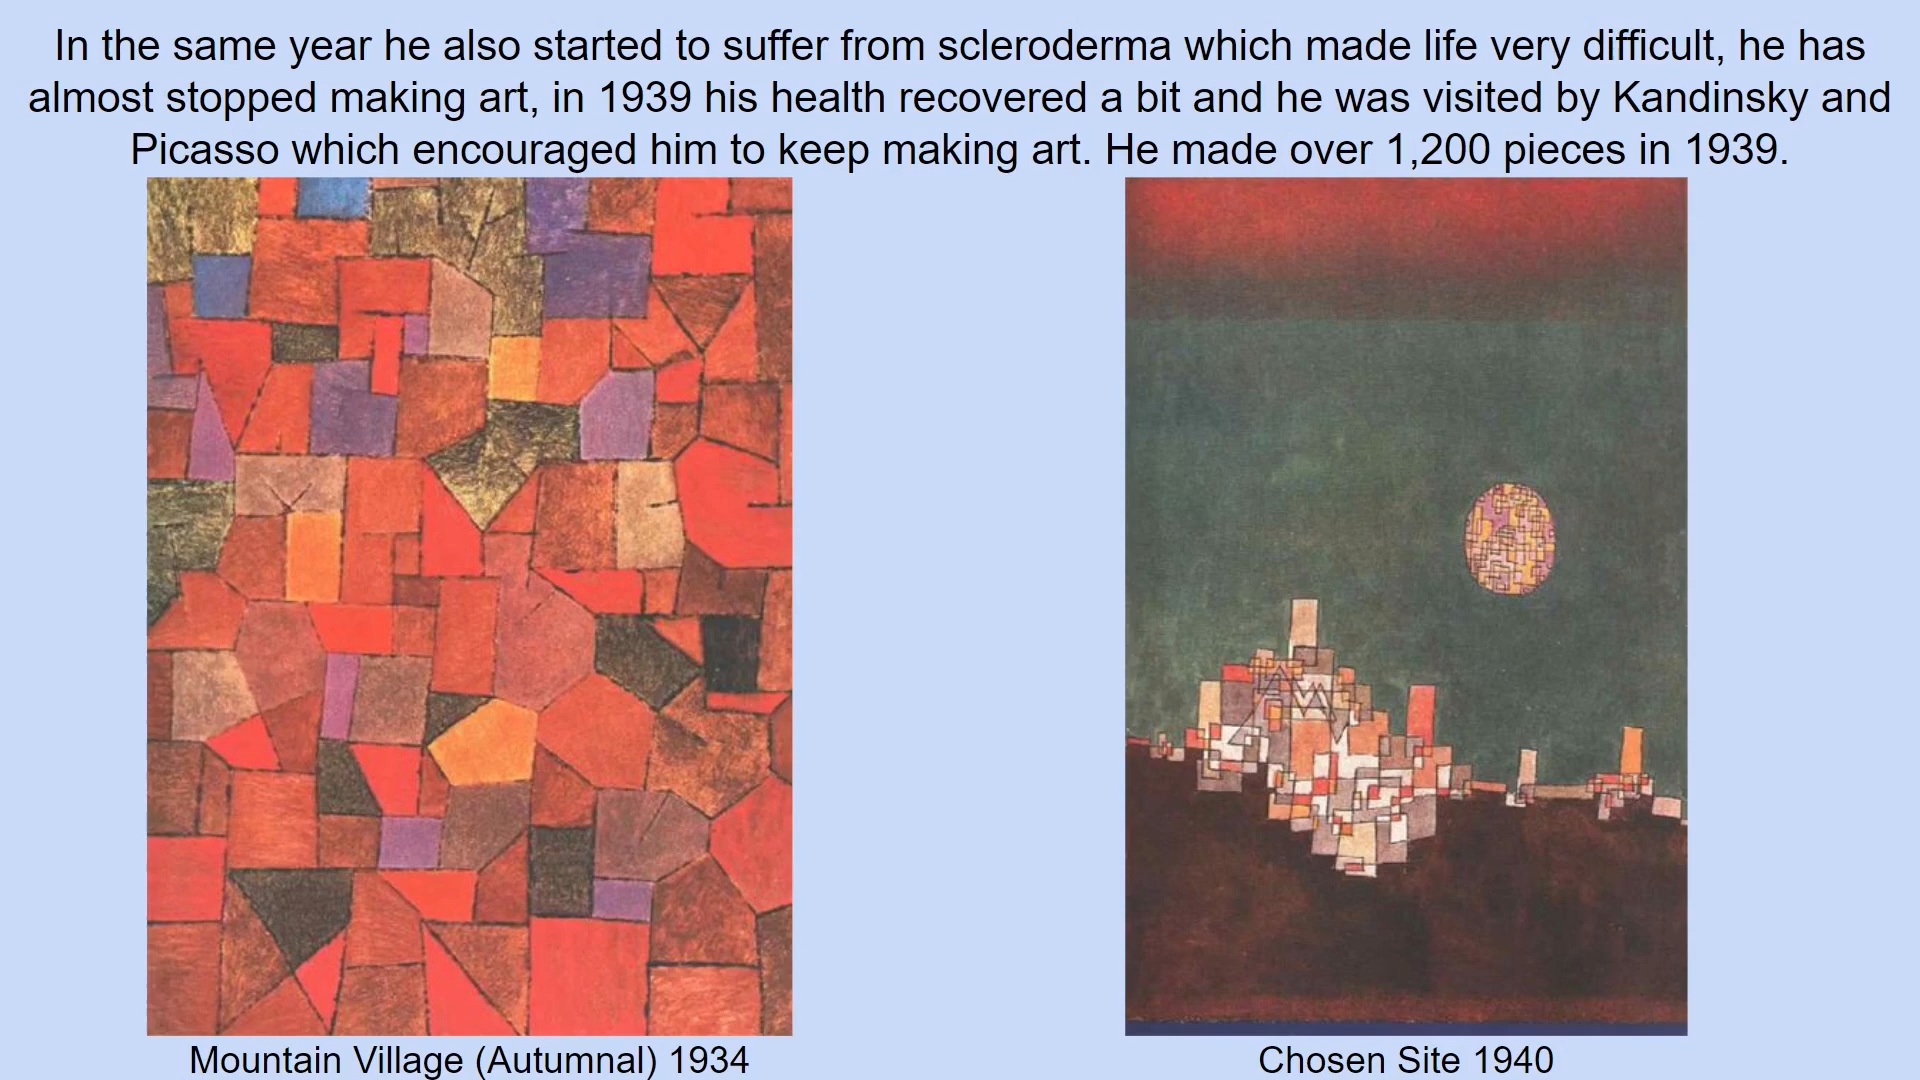 In the same year he also started to suffer from scleroderma which made life very difficult, he has
almost stopped making art, in 1939 his health recovered a bit and he was visited by Kandinsky and
Picasso which encouraged him to keep making art. He made over 1,200 pieces in 1939.
Mountain Village (Autumnal) 1934
Chosen Site 1940